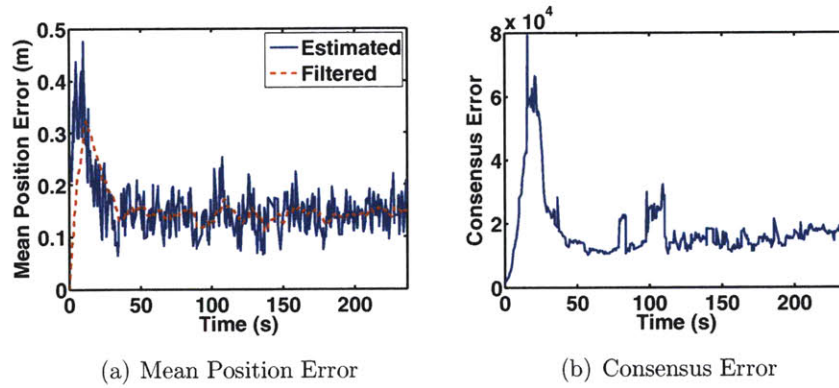 0.5
0.4
0.3
0.2
0.1
0
Mean Position Error (m)
Estimated
Filtered
0 50 100 150 200
Time (s)
(a) Mean Position Error
8 x 10^4
6
4
2
0
Consensus Error
0 50 100 150 200
Time (s)
(b) Consensus Error